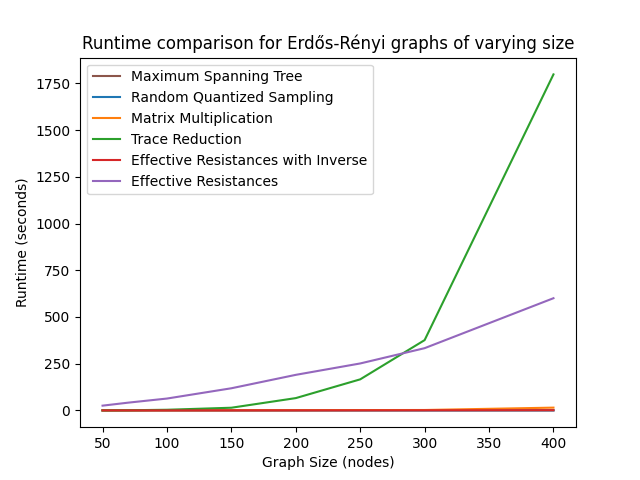 Runtime comparison for Erdős-Rényi graphs of varying size
Maximum Spanning Tree
Random Quantized Sampling
Matrix Multiplication
Trace Reduction
Effective Resistances with Inverse
Effective Resistances
1750
1500
1250
1000
750
500
250
0
Runtime (seconds)
50 100 150 200 250 300 350 400
Graph Size (nodes)